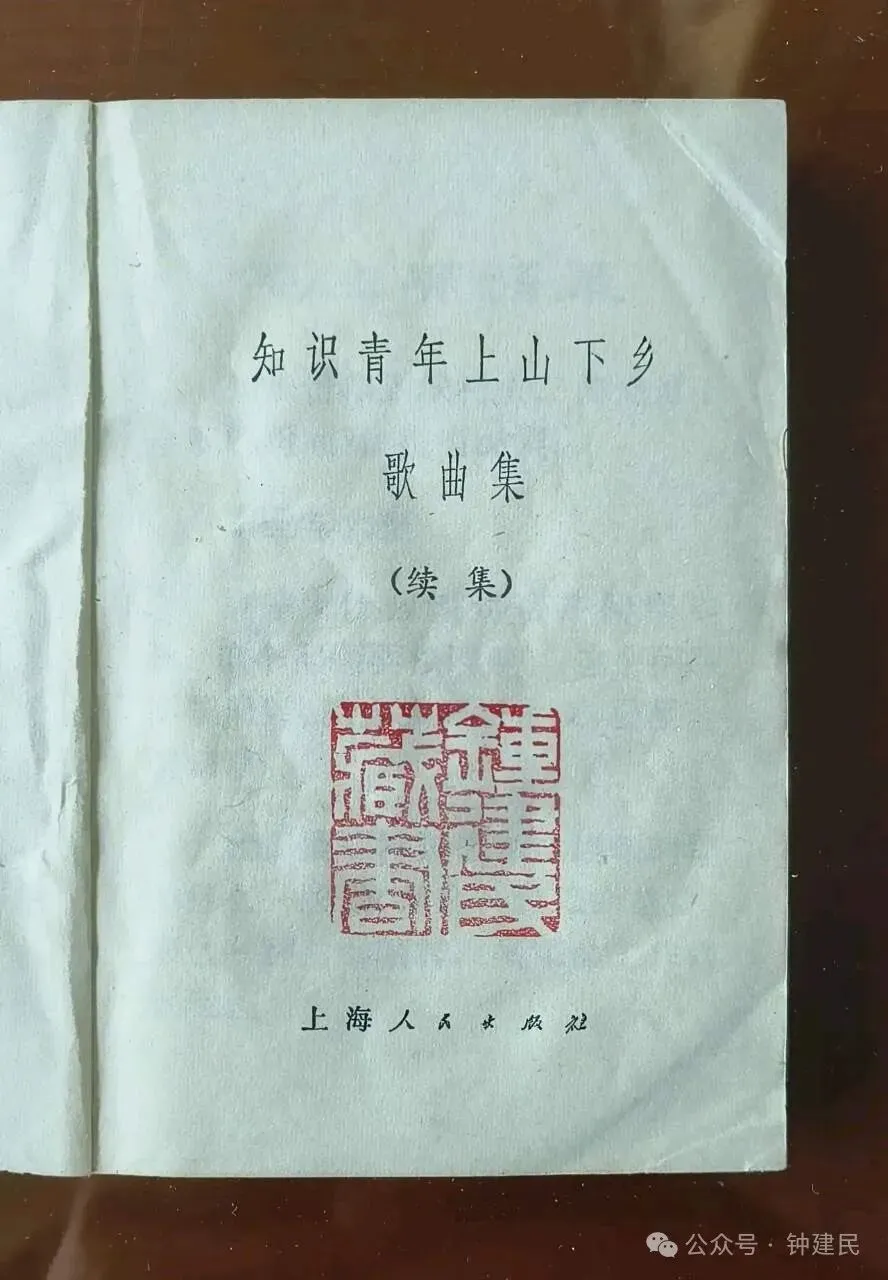 知识青年上山下乡
歌曲集
（续集）
鍾建民
藏書
上海人民出版社
公众号·钟建民